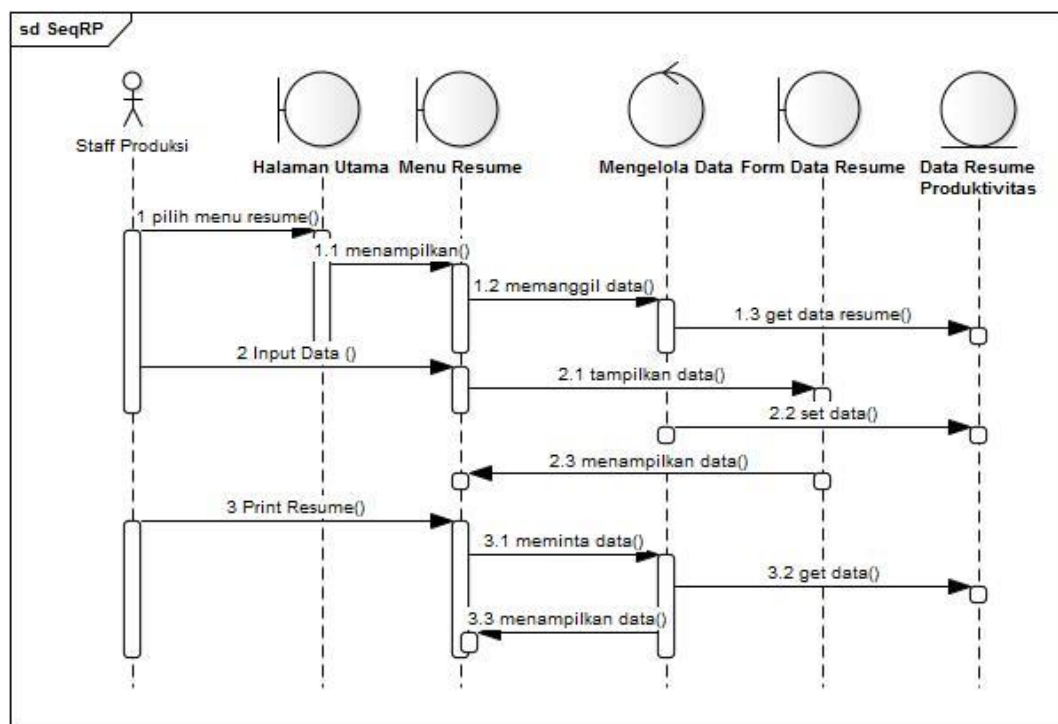 sd SeqRP
Staff Produksi
Halaman Utama
Menu Resume
Mengelola Data
Form Data Resume
Data Resume
Produktivitas
1 pilih menu resume()
1.1 menampilkan()
1.2 memanggil data()
1.3 get data resume()
2 Input Data ()
2.1 tampilkan data()
2.2 set data()
2.3 menampilkan data()
3 Print Resume()
3.1 meminta data()
3.2 get data()
3.3 menampilkan data()